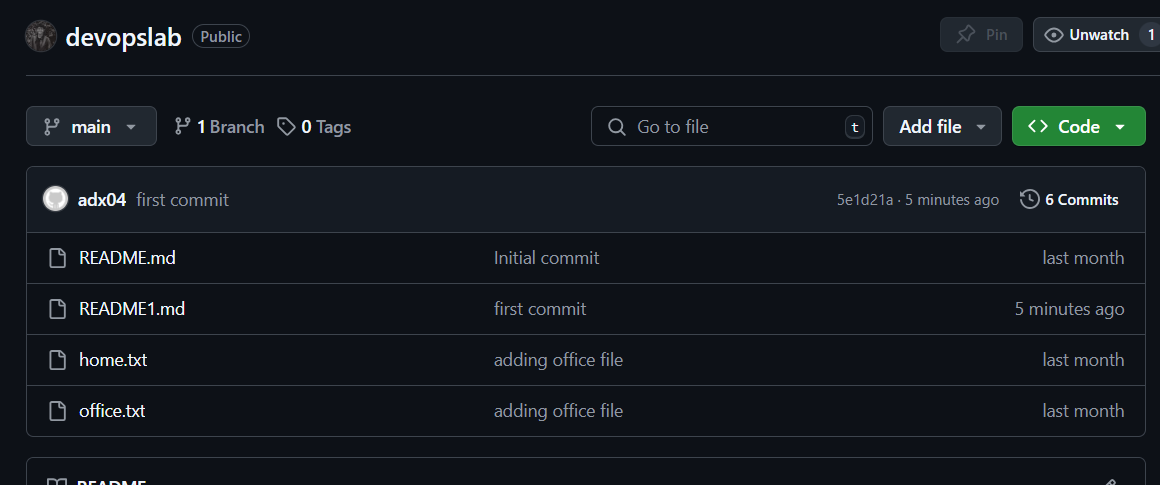 devopslab Public Pin Unwatch 1
main 1 Branch 0 Tags Go to file t Add file Code
adx04 first commit 5e1d21a · 5 minutes ago 6 Commits
README.md Initial commit last month
README1.md first commit 5 minutes ago
home.txt adding office file last month
office.txt adding office file last month
README